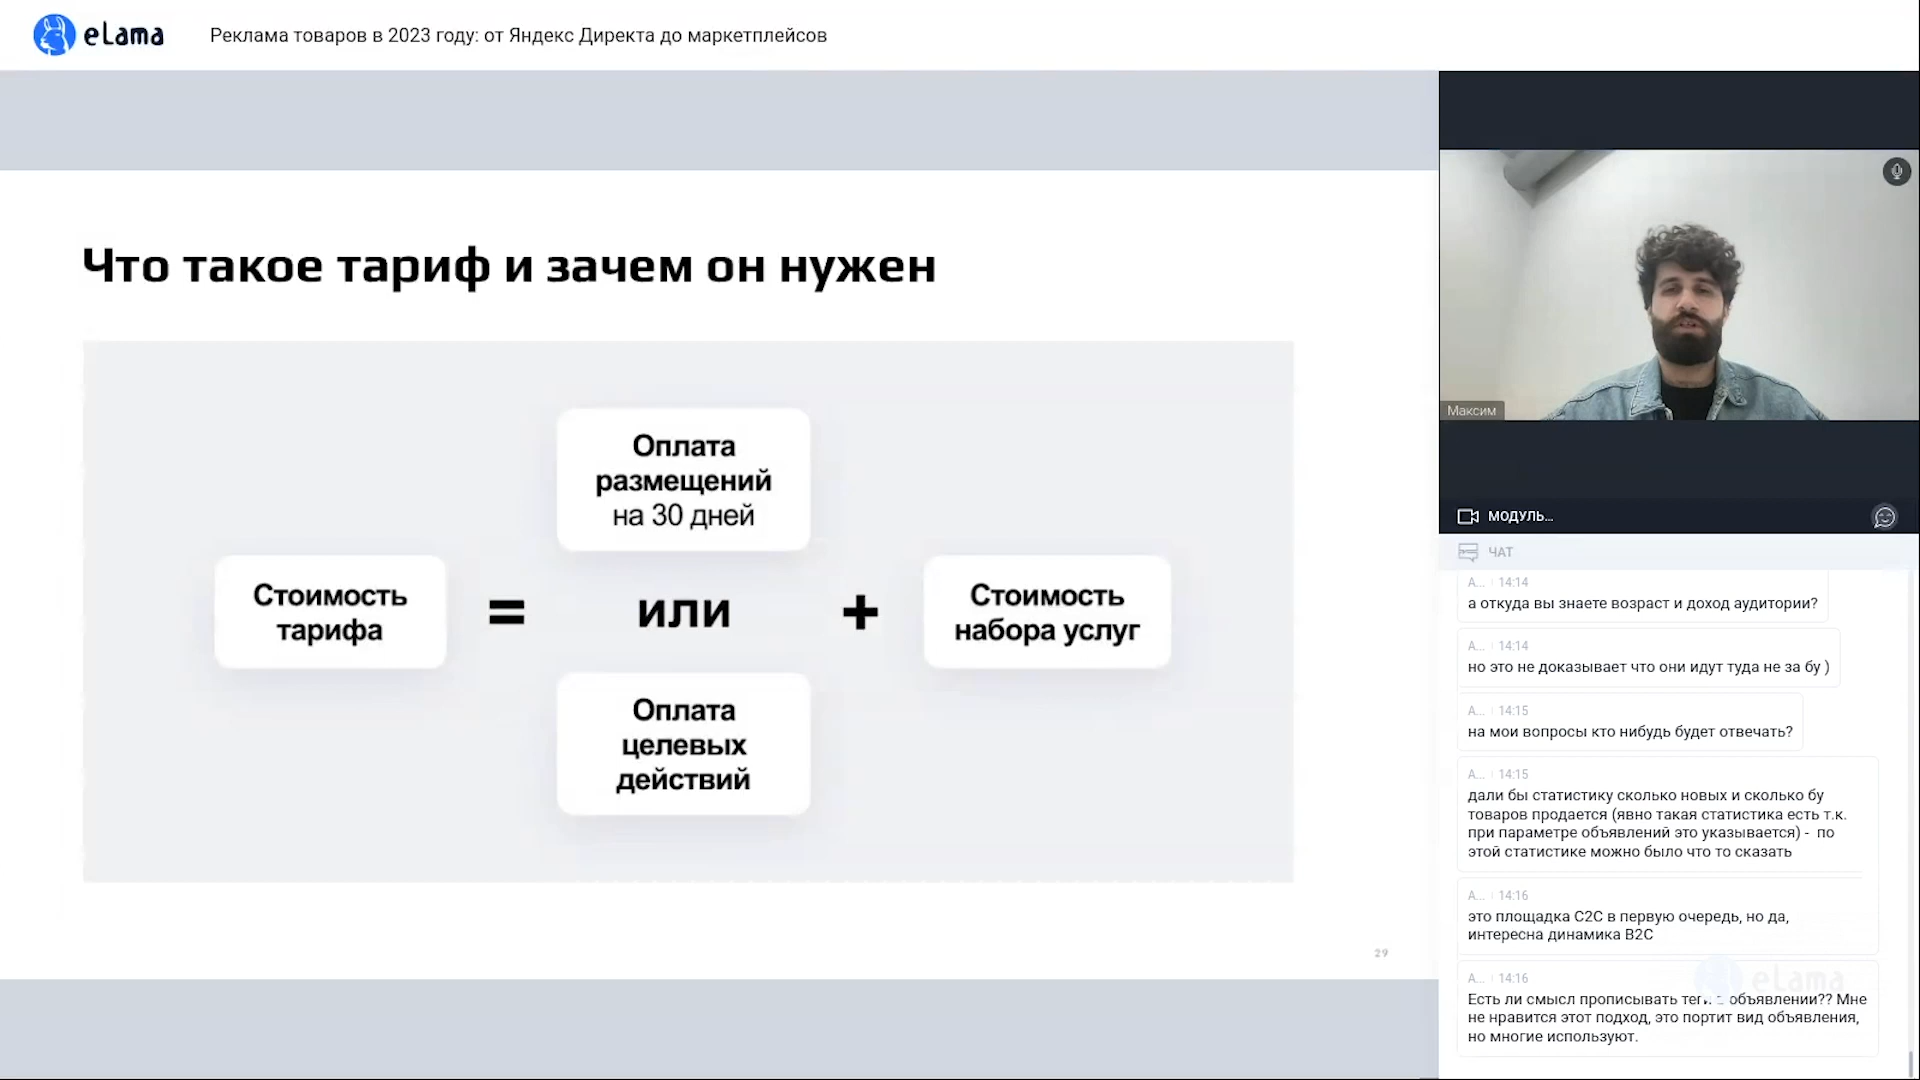 eLama
Реклама товаров в 2023 году: от Яндекс Директа до маркетплейсов
Что такое тариф и зачем он нужен
Стоимость
тарифа
=
Оплата
размещений
на 30 дней
или
Оплата
целевых
действий
+
Стоимость
набора услуг
29
Максим
МОДУЛЬ...
ЧАТ
А... 14:14
а откуда вы знаете возраст и доход аудитории?
А... 14:14
но это не доказывает что они идут туда не за бу )
А... 14:15
на мои вопросы кто нибудь будет отвечать?
А... 14:15
дали бы статистику сколько новых и сколько бу
товаров продается (явно такая статистика есть т.к.
при параметре объявлений это указывается) - по
этой статистике можно было что то сказать
А... 14:16
это площадка С2С в первую очередь, но да,
интересна динамика В2С
А... 14:16
eLama
Есть ли смысл прописывать теги в объявлении?? Мне
не нравится этот подход, это портит вид объявления,
но многие используют.